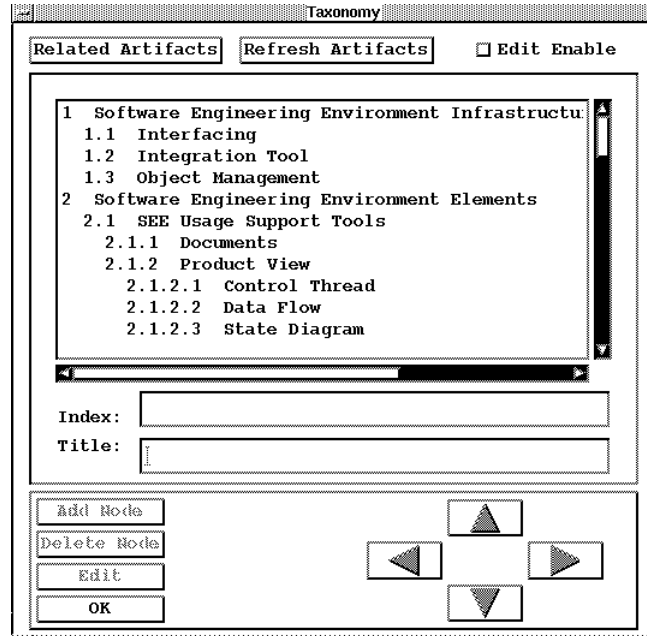 Taxonomy
Related Artifacts Refresh Artifacts Edit Enable
1 Software Engineering Environment Infrastructu
1.1 Interfacing
1.2 Integration Tool
1.3 Object Management
2 Software Engineering Environment Elements
2.1 SEE Usage Support Tools
2.1.1 Documents
2.1.2 Product View
2.1.2.1 Control Thread
2.1.2.2 Data Flow
2.1.2.3 State Diagram
Index:
Title:
Add Node
Delete Node
Edit
OK